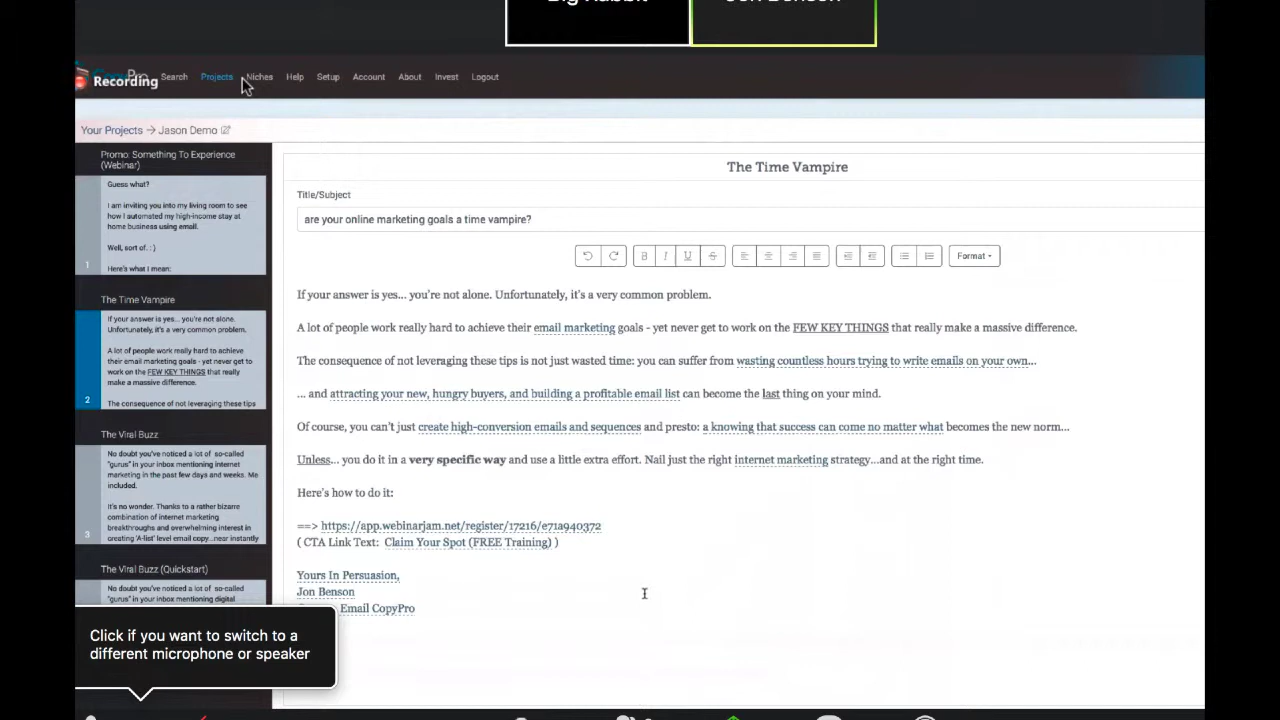 Big Rabbit Jon Benson
Recording Search Projects Niches Help Setup Account About Invest Logout
Your Projects → Jason Demo
Promo: Something To Experience
(Webinar)
Guess what?
I am inviting you into my living room to see
how I automated my high-income stay at
home business using email.
Well, sort of. : )
Here's what I mean:
1
The Time Vampire
If your answer is yes... you're not alone.
Unfortunately, it's a very common problem.
A lot of people work really hard to achieve
their email marketing goals - yet never get to
work on the FEW KEY THINGS that really
make a massive difference.
The consequence of not leveraging these tips
2
The Viral Buzz
No doubt you've noticed a lot of so-called
"gurus" in your inbox mentioning internet
marketing in the past few days and weeks. Me
included.
It's no wonder. Thanks to a rather bizarre
combination of internet marketing
breakthroughs and overwhelming interest in
creating 'A-list' level email copy...near instantly
3
The Viral Buzz (Quickstart)
No doubt you've noticed a lot of so-called
"gurus" in your inbox mentioning digital
Click if you want to switch to a
different microphone or speaker
The Time Vampire
Title/Subject
are your online marketing goals a time vampire?
B I U S Format
If your answer is yes... you're not alone. Unfortunately, it's a very common problem.
A lot of people work really hard to achieve their email marketing goals - yet never get to work on the FEW KEY THINGS that really make a massive difference.
The consequence of not leveraging these tips is not just wasted time: you can suffer from wasting countless hours trying to write emails on your own...
... and attracting your new, hungry buyers, and building a profitable email list can become the last thing on your mind.
Of course, you can't just create high-conversion emails and sequences and presto: a knowing that success can come no matter what becomes the new norm...
Unless... you do it in a very specific way and use a little extra effort. Nail just the right internet marketing strategy...and at the right time.
Here's how to do it:
==> https://app.webinarjam.net/register/17216/e71a940372
( CTA Link Text: Claim Your Spot (FREE Training) )
Yours In Persuasion,
Jon Benson
Email CopyPro